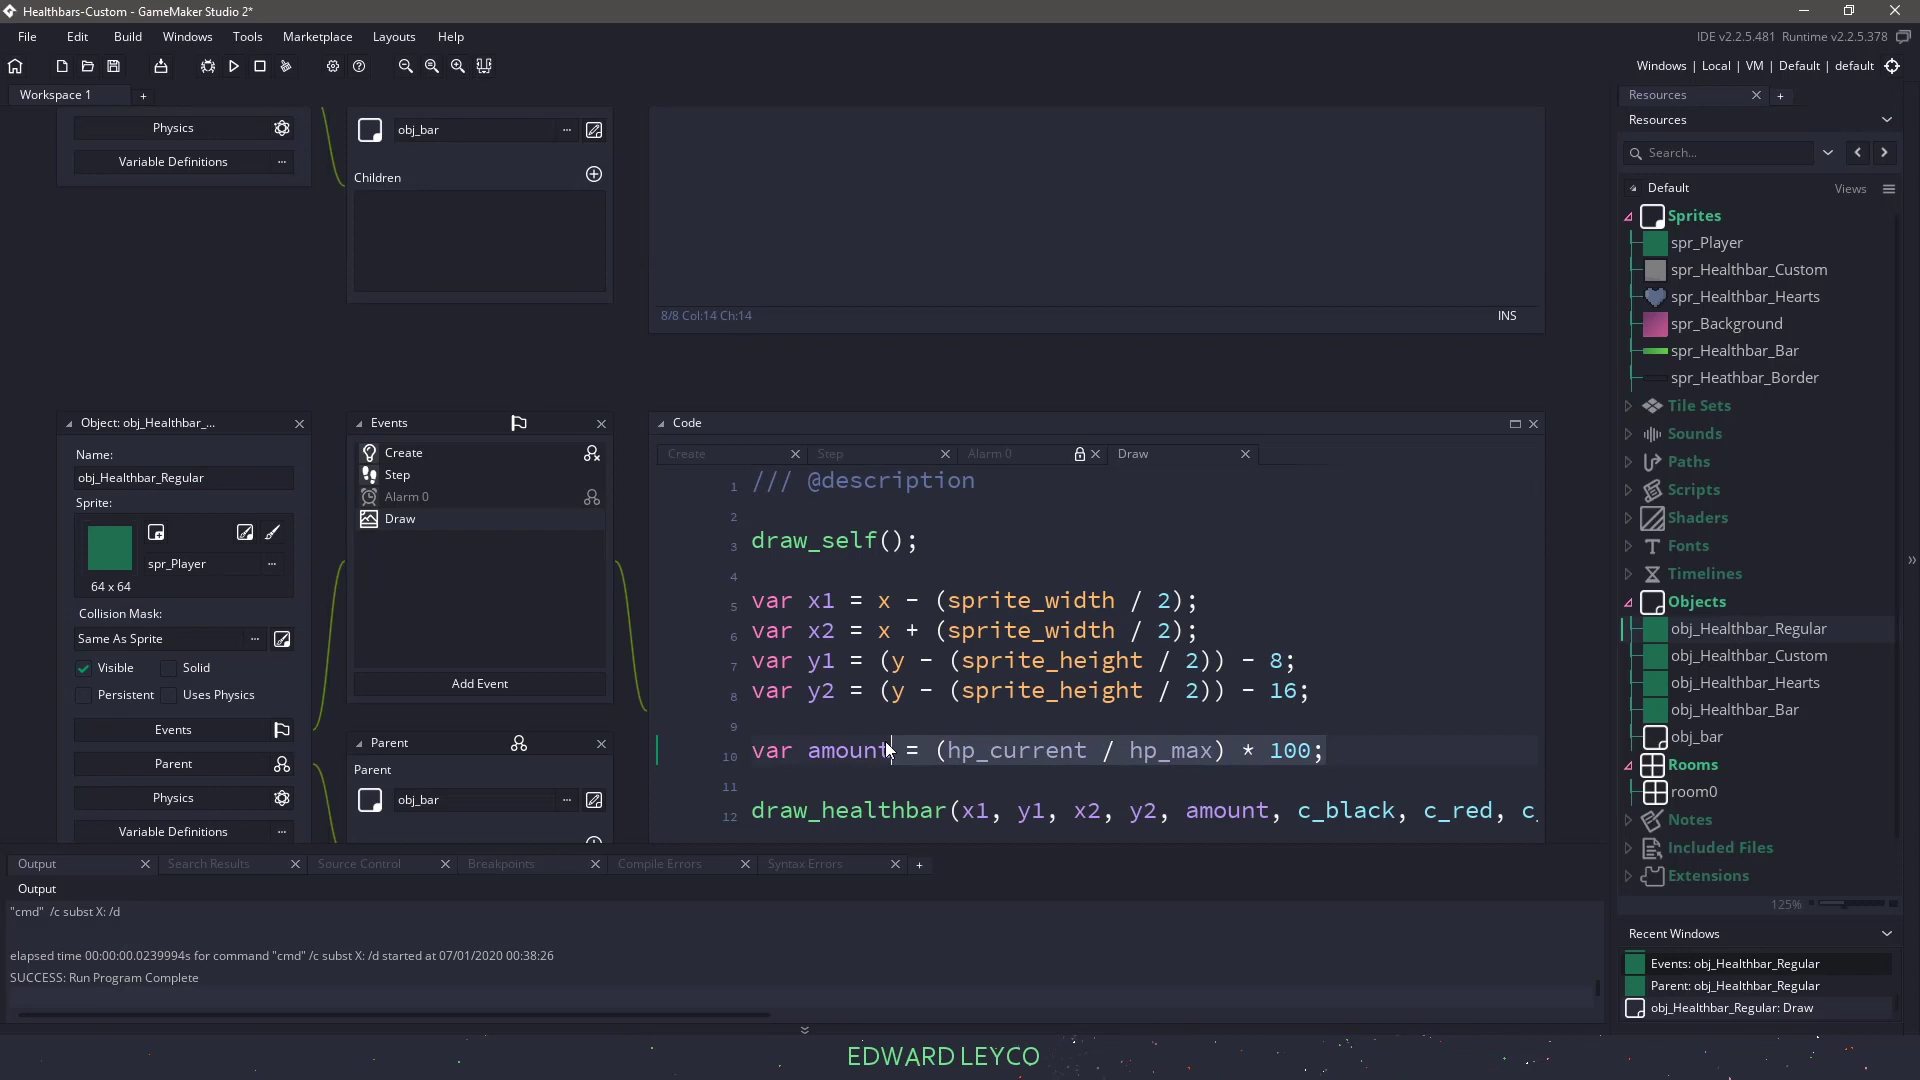 Healthbars-Custom - GameMaker Studio 2*
File Edit Build Windows Tools Marketplace Layouts Help
IDE v2.2.5.481 Runtime v2.2.5.378
Windows | Local | VM | Default | default
Workspace 1 +
Physics
Variable Definitions ...
obj_bar ...
Children
8/8 Col:14 Ch:14
INS
Object: obj_Healthbar_...
Name:
obj_Healthbar_Regular
Sprite:
spr_Player ...
64 x 64
Collision Mask:
Same As Sprite ...
Visible Solid
Persistent Uses Physics
Events
Parent
Physics
Variable Definitions ...
Events
Create
Step
Alarm 0
Draw
Add Event
Parent
Parent
obj_bar ...
Code
Create Step Alarm 0 Draw
1 /// @description
2
3 draw_self();
4
5 var x1 = x - (sprite_width / 2);
6 var x2 = x + (sprite_width / 2);
7 var y1 = (y - (sprite_height / 2)) - 8;
8 var y2 = (y - (sprite_height / 2)) - 16;
9
10 var amount = (hp_current / hp_max) * 100;
11
12 draw_healthbar(x1, y1, x2, y2, amount, c_black, c_red, c_
Output Search Results Source Control Breakpoints Compile Errors Syntax Errors +
Output
"cmd" /c subst X: /d
elapsed time 00:00:00.0239994s for command "cmd" /c subst X: /d started at 07/01/2020 00:38:26
SUCCESS: Run Program Complete
Resources +
Resources
Search...
Default Views
Sprites
spr_Player
spr_Healthbar_Custom
spr_Healthbar_Hearts
spr_Background
spr_Healthbar_Bar
spr_Heathbar_Border
Tile Sets
Sounds
Paths
Scripts
Shaders
Fonts
Timelines
Objects
obj_Healthbar_Regular
obj_Healthbar_Custom
obj_Healthbar_Hearts
obj_Healthbar_Bar
obj_bar
Rooms
room0
Notes
Included Files
Extensions
125%
Recent Windows
Events: obj_Healthbar_Regular
Parent: obj_Healthbar_Regular
obj_Healthbar_Regular: Draw
EDWARD LEYCO